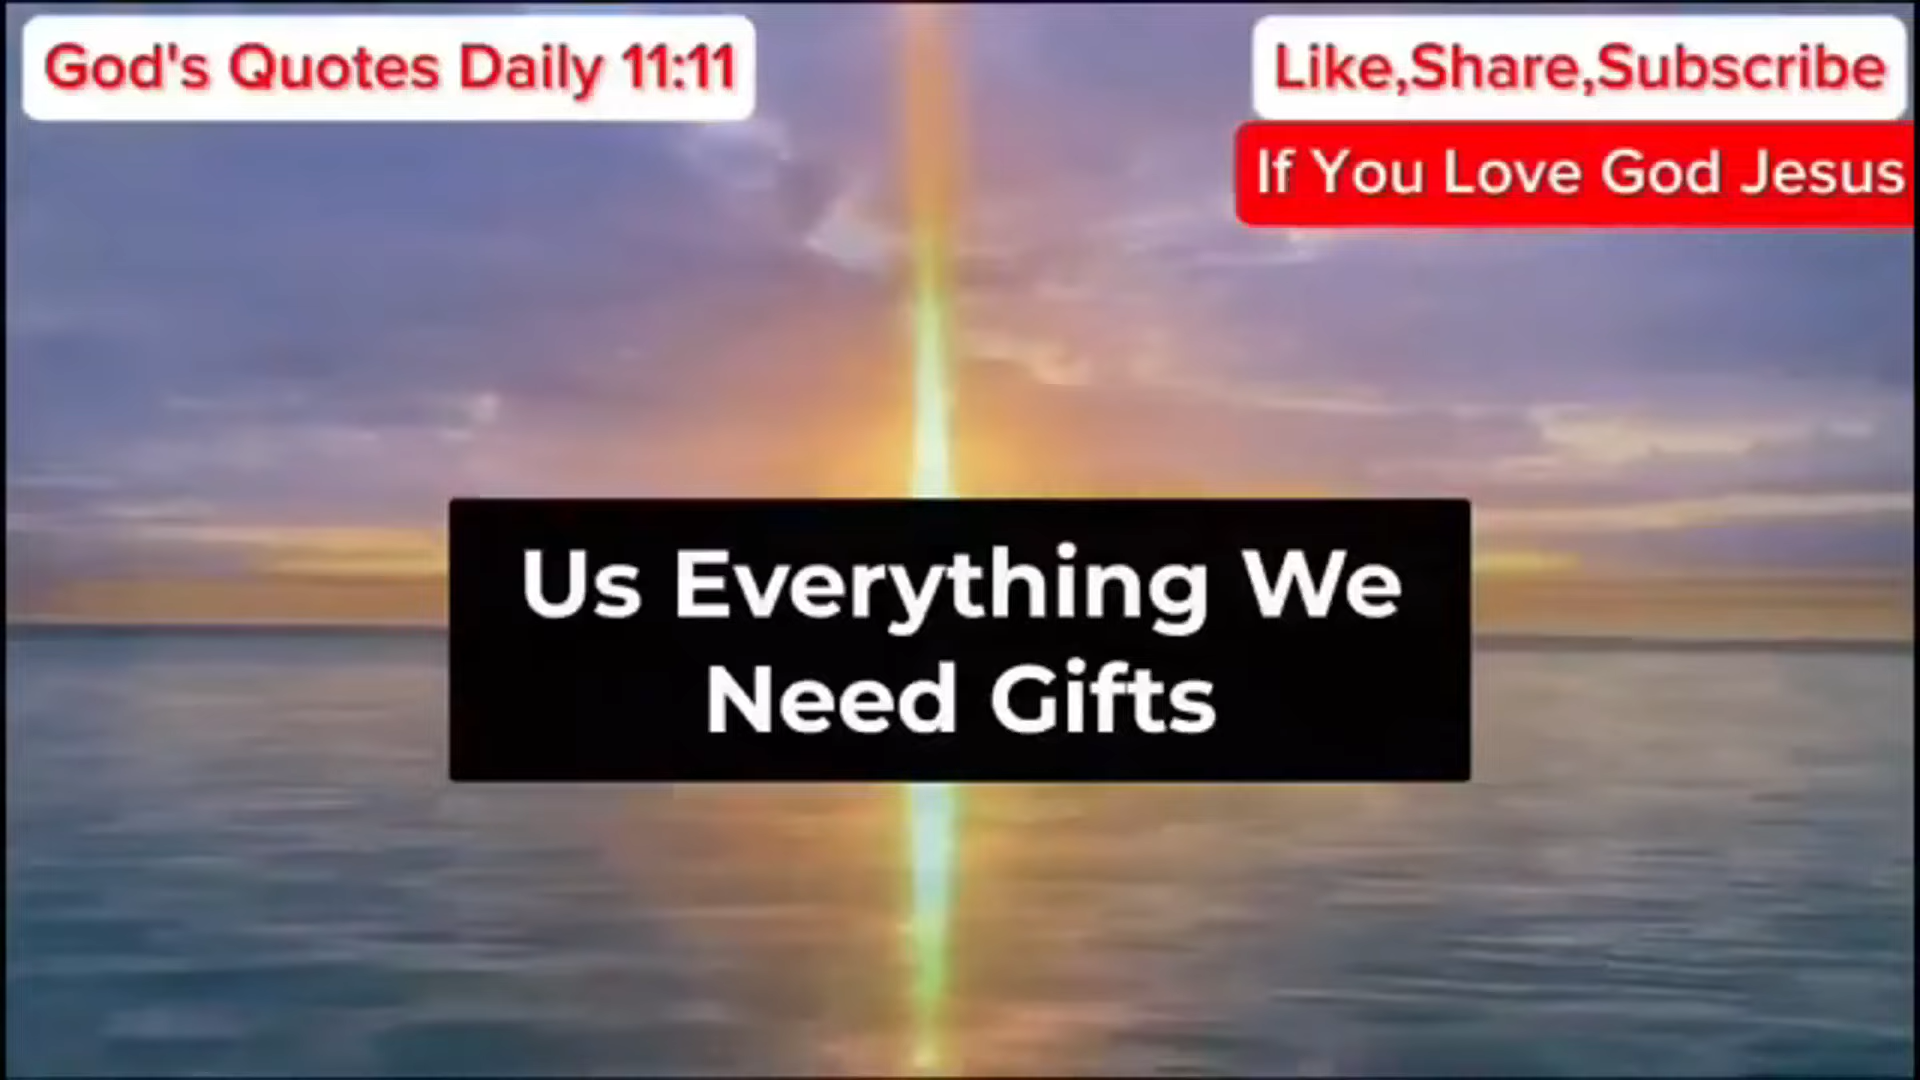 God's Quotes Daily 11:11
Like,Share,Subscribe
If You Love God Jesus
Us Everything We
Need Gifts